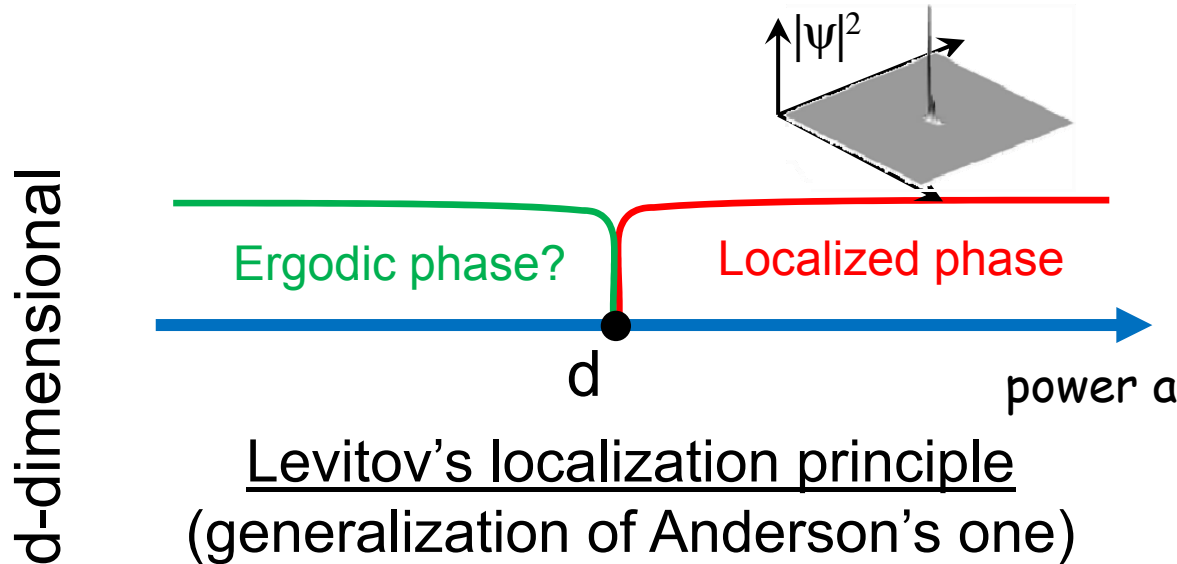 |ψ|²
d-dimensional
Ergodic phase?
Localized phase
d
power a
Levitov's localization principle
(generalization of Anderson's one)